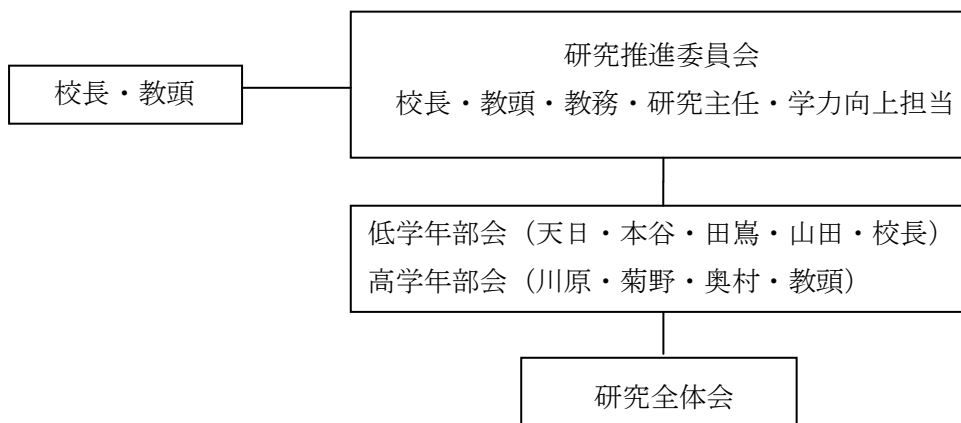 校長・教頭
研究推進委員会
校長・教頭・教務・研究主任・学力向上担当
低学年部会（天日・本谷・田嶌・山田・校長）
高学年部会（川原・菊野・奥村・教頭）
研究全体会